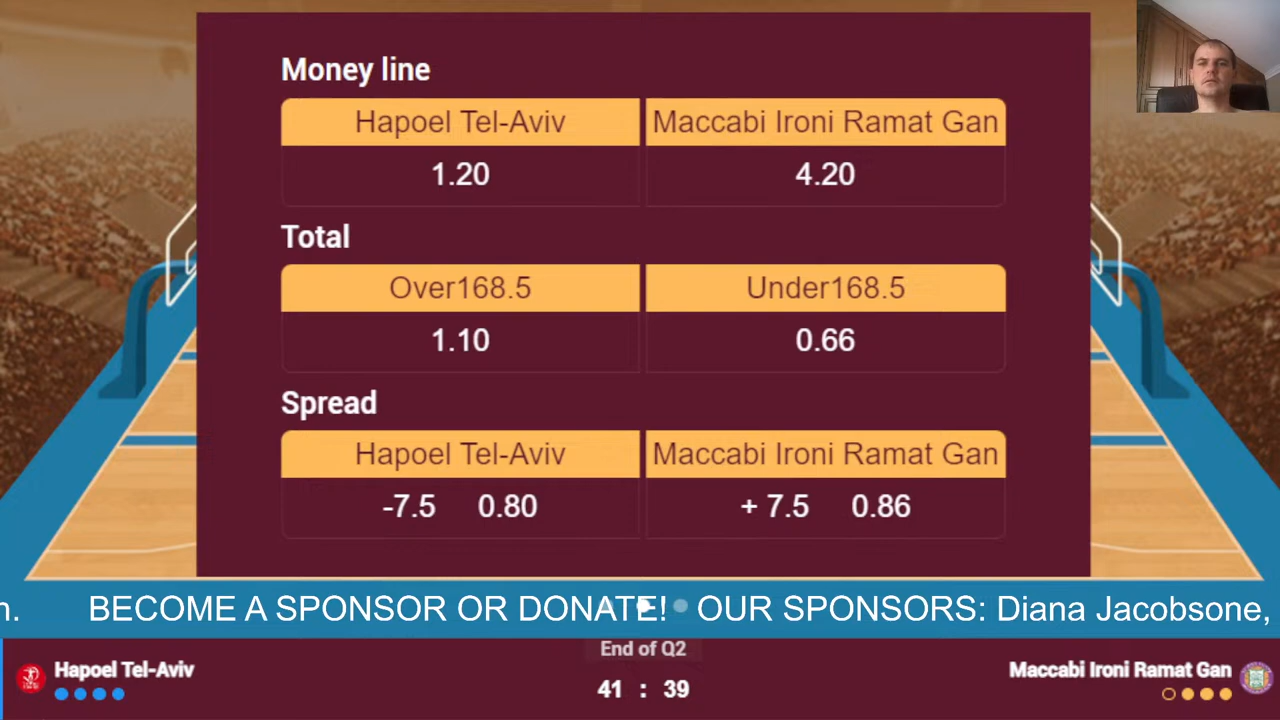 Money line
Hapoel Tel-Aviv
Maccabi Ironi Ramat Gan
1.20
4.20
Total
Over168.5
Under168.5
1.10
0.66
Spread
Hapoel Tel-Aviv
Maccabi Ironi Ramat Gan
-7.5 0.80
+ 7.5 0.86
n. BECOME A SPONSOR OR DONATE! OUR SPONSORS: Diana Jacobsone,
End of Q2
Hapoel Tel-Aviv
41 : 39
Maccabi Ironi Ramat Gan